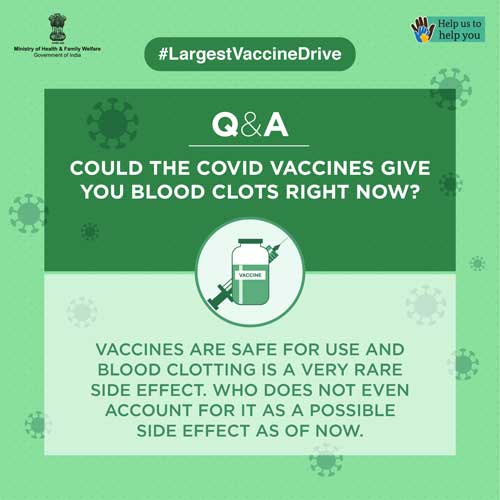 Ministry of Health & Family Welfare
Government of India
#LargestVaccineDrive
Help us to
help you
Q&A
COULD THE COVID VACCINES GIVE
YOU BLOOD CLOTS RIGHT NOW?
VACCINE
VACCINES ARE SAFE FOR USE AND
BLOOD CLOTTING IS A VERY RARE
SIDE EFFECT. WHO DOES NOT EVEN
ACCOUNT FOR IT AS A POSSIBLE
SIDE EFFECT AS OF NOW.